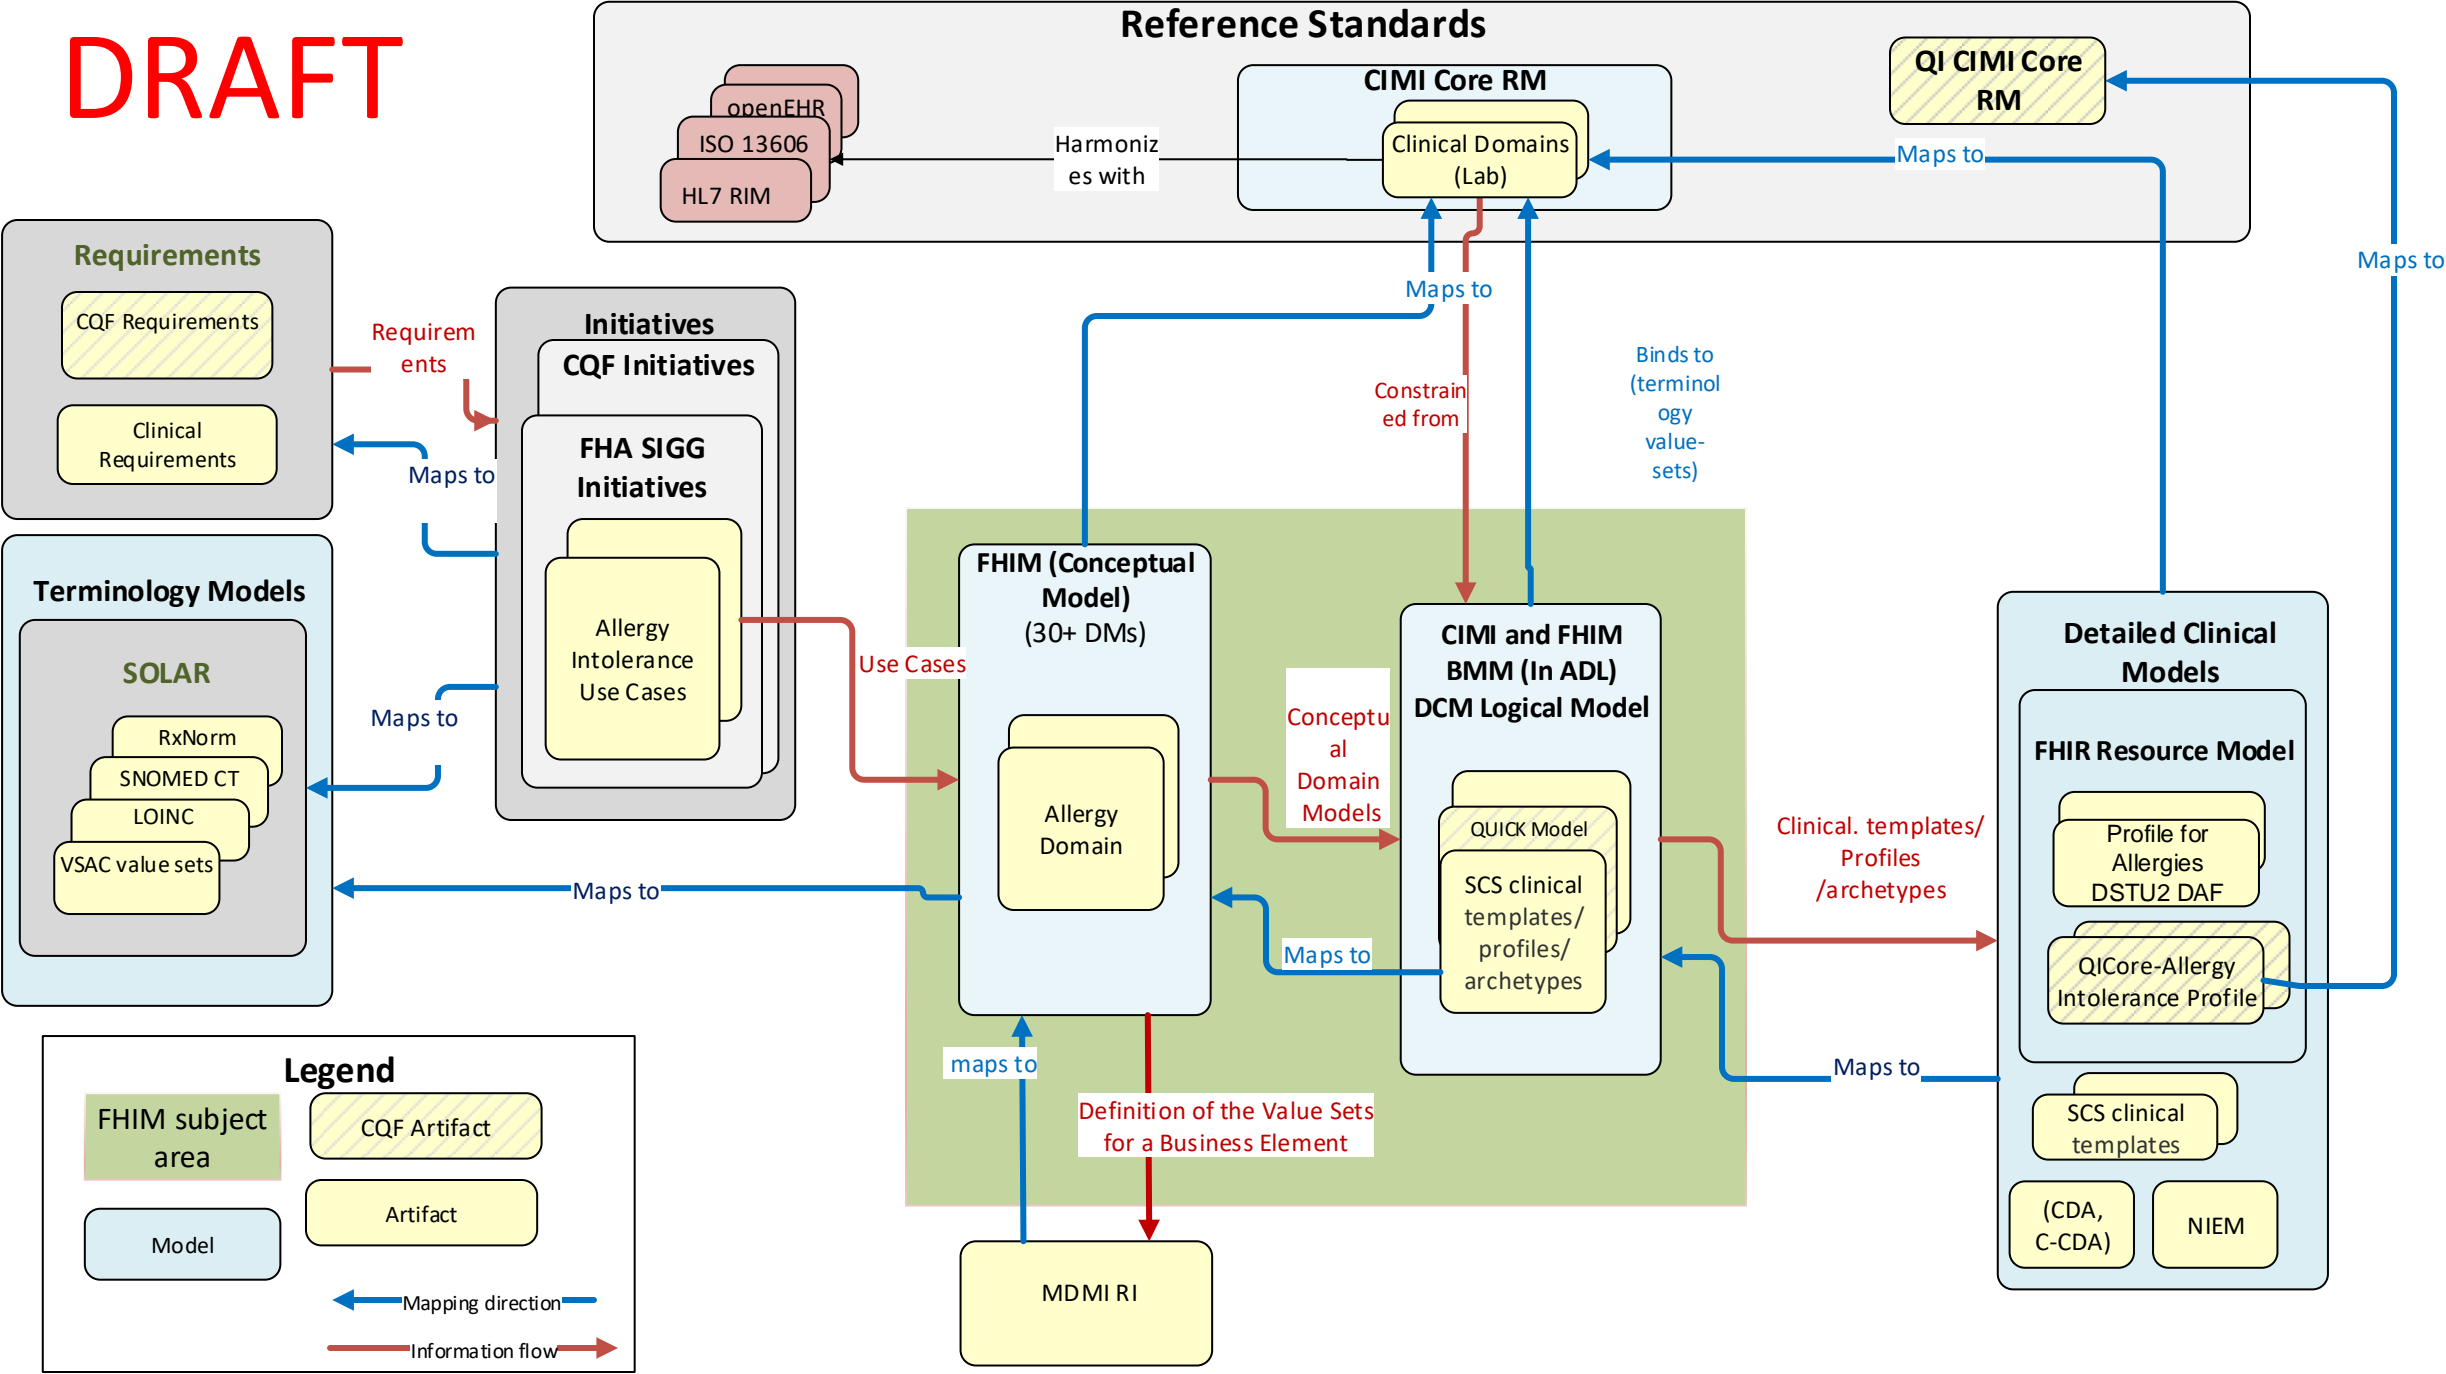 DRAFT
Reference Standards
openEHR
ISO 13606
HL7 RIM
Harmoniz
es with
CIMI Core RM
Clinical Domains
(Lab)
Maps to
QI CIMI Core
RM
Maps to
Requirements
CQF Requirements
Clinical
Requirements
Requirem
ents
Maps to
Initiatives
CQF Initiatives
FHA SIGG
Initiatives
Allergy
Intolerance
Use Cases
Maps to
Constrain
ed from
Binds to
(terminol
ogy
value-
sets)
Terminology Models
SOLAR
RxNorm
SNOMED CT
LOINC
VSAC value sets
Maps to
Maps to
Use Cases
FHIM (Conceptual
Model)
(30+ DMs)
Allergy
Domain
Conceptu
al
Domain
Models
Maps to
CIMI and FHIM
BMM (In ADL)
DCM Logical Model
QUICK Model
SCS clinical
templates/
profiles/
archetypes
Clinical. templates/
Profiles
/archetypes
Maps to
Detailed Clinical
Models
FHIR Resource Model
Profile for
Allergies
DSTU2 DAF
QICore-Allergy
Intolerance Profile
SCS clinical
templates
(CDA,
C-CDA)
NIEM
maps to
Definition of the Value Sets
for a Business Element
MDMI RI
Legend
FHIM subject
area
CQF Artifact
Artifact
Model
Mapping direction
Information flow